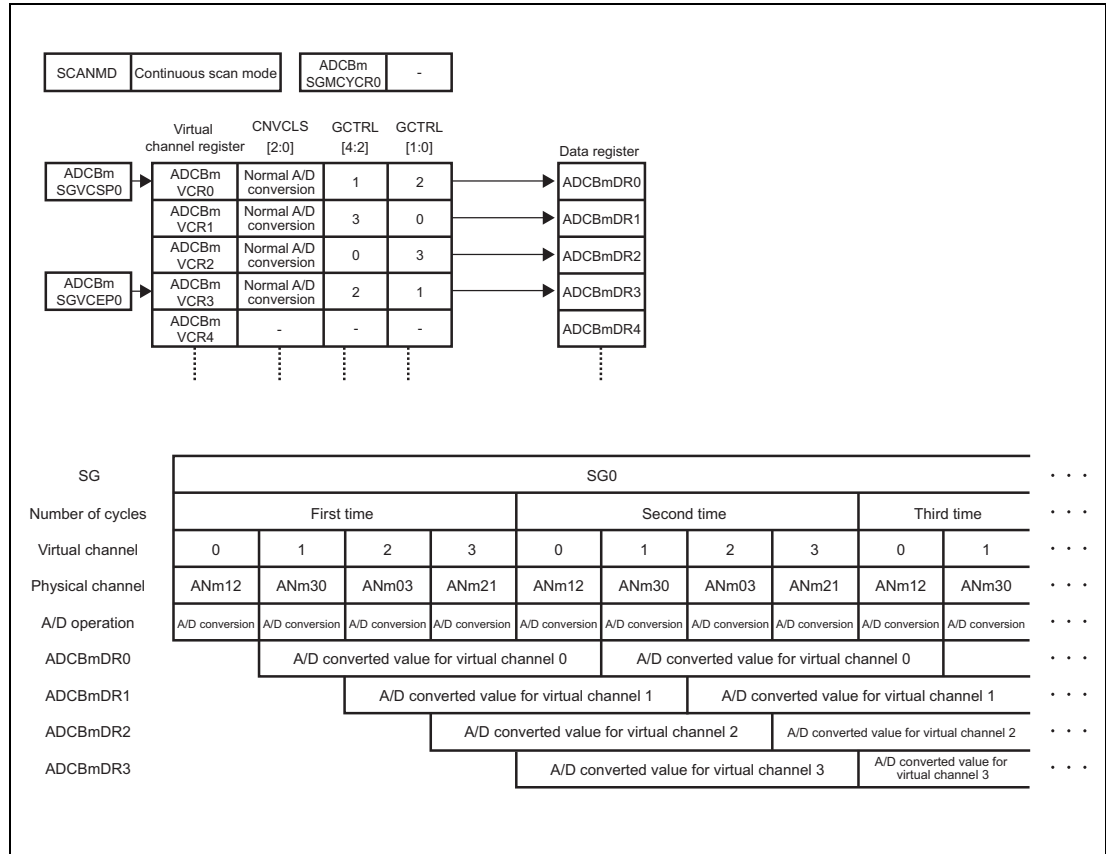 SCANMD Continuous scan mode ADCBm SGMCYCR0 -
Virtual channel register CNVCLS [2:0] GCTRL [4:2] GCTRL [1:0] Data register
ADCBm SGVCSP0 ADCBm VCR0 Normal A/D conversion 1 2 ADCBmDR0
ADCBm VCR1 Normal A/D conversion 3 0 ADCBmDR1
ADCBm VCR2 Normal A/D conversion 0 3 ADCBmDR2
ADCBm SGVCEP0 ADCBm VCR3 Normal A/D conversion 2 1 ADCBmDR3
ADCBm VCR4 - - - ADCBmDR4
SG SG0 . . .
Number of cycles First time Second time Third time . . .
Virtual channel 0 1 2 3 0 1 2 3 0 1 . . .
Physical channel ANm12 ANm30 ANm03 ANm21 ANm12 ANm30 ANm03 ANm21 ANm12 ANm30 . . .
A/D operation A/D conversion A/D conversion A/D conversion A/D conversion A/D conversion A/D conversion A/D conversion A/D conversion A/D conversion A/D conversion . . .
ADCBmDR0 A/D converted value for virtual channel 0 A/D converted value for virtual channel 0 . . .
ADCBmDR1 A/D converted value for virtual channel 1 A/D converted value for virtual channel 1 . . .
ADCBmDR2 A/D converted value for virtual channel 2 A/D converted value for virtual channel 2 . . .
ADCBmDR3 A/D converted value for virtual channel 3 A/D converted value for virtual channel 3 . . .